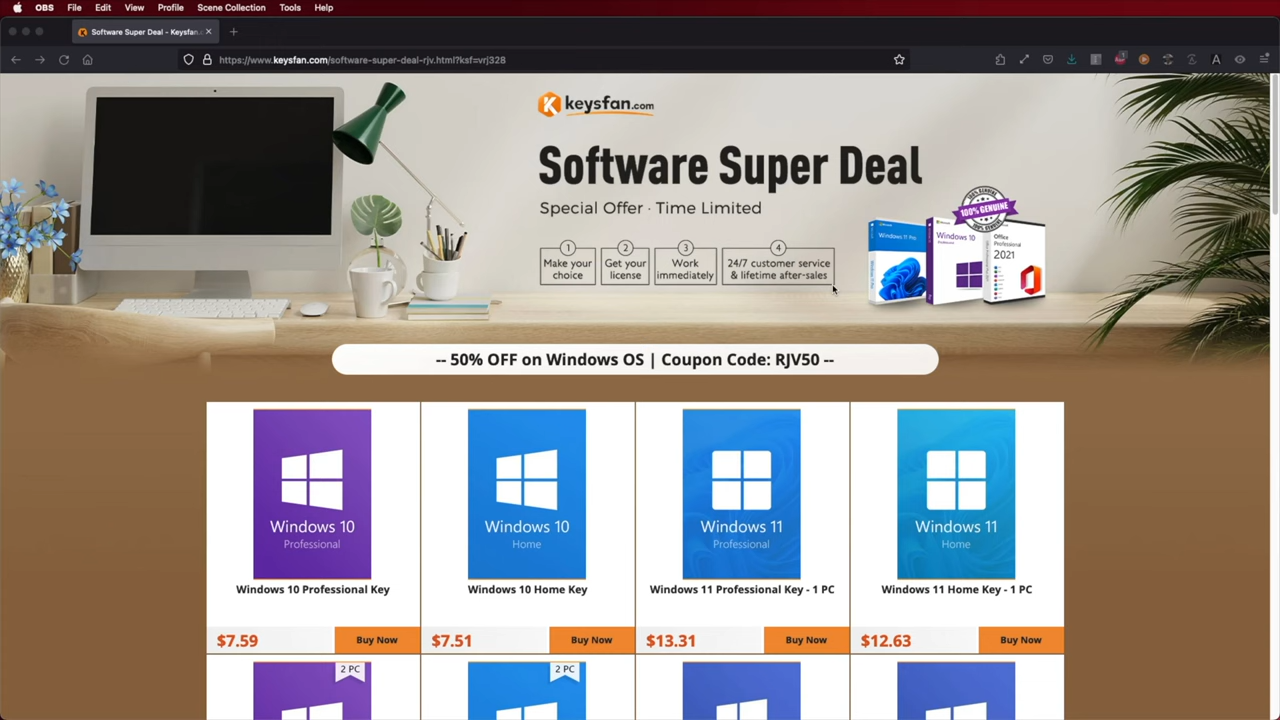 OBS File Edit View Profile Scene Collection Tools Help
Software Super Deal - Keysfan.c
https://www.keysfan.com/software-super-deal-rjv.html?ksf=vrj328
keysfan.com
Software Super Deal
Special Offer · Time Limited
1 2 3 4
Make your choice
Get your license
Work immediately
24/7 customer service & lifetime after-sales
100% GENUINE
Windows 11 Pro
Windows 10
Office
Professional
2021
-- 50% OFF on Windows OS | Coupon Code: RJV50 --
Windows 10
Professional
Windows 10
Home
Windows 11
Professional
Windows 11
Home
Windows 10 Professional Key
Windows 10 Home Key
Windows 11 Professional Key - 1 PC
Windows 11 Home Key - 1 PC
$7.59 Buy Now
$7.51 Buy Now
$13.31 Buy Now
$12.63 Buy Now
2 PC
2 PC